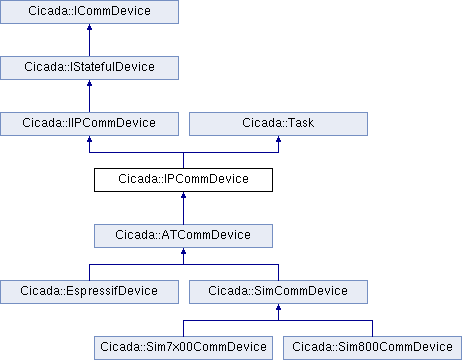 Cicada::ICommDevice
Cicada::IStatefulDevice
Cicada::IIPCommDevice
Cicada::Task
Cicada::IPCommDevice
Cicada::ATCommDevice
Cicada::EspressifDevice
Cicada::SimCommDevice
Cicada::Sim7x00CommDevice
Cicada::Sim800CommDevice